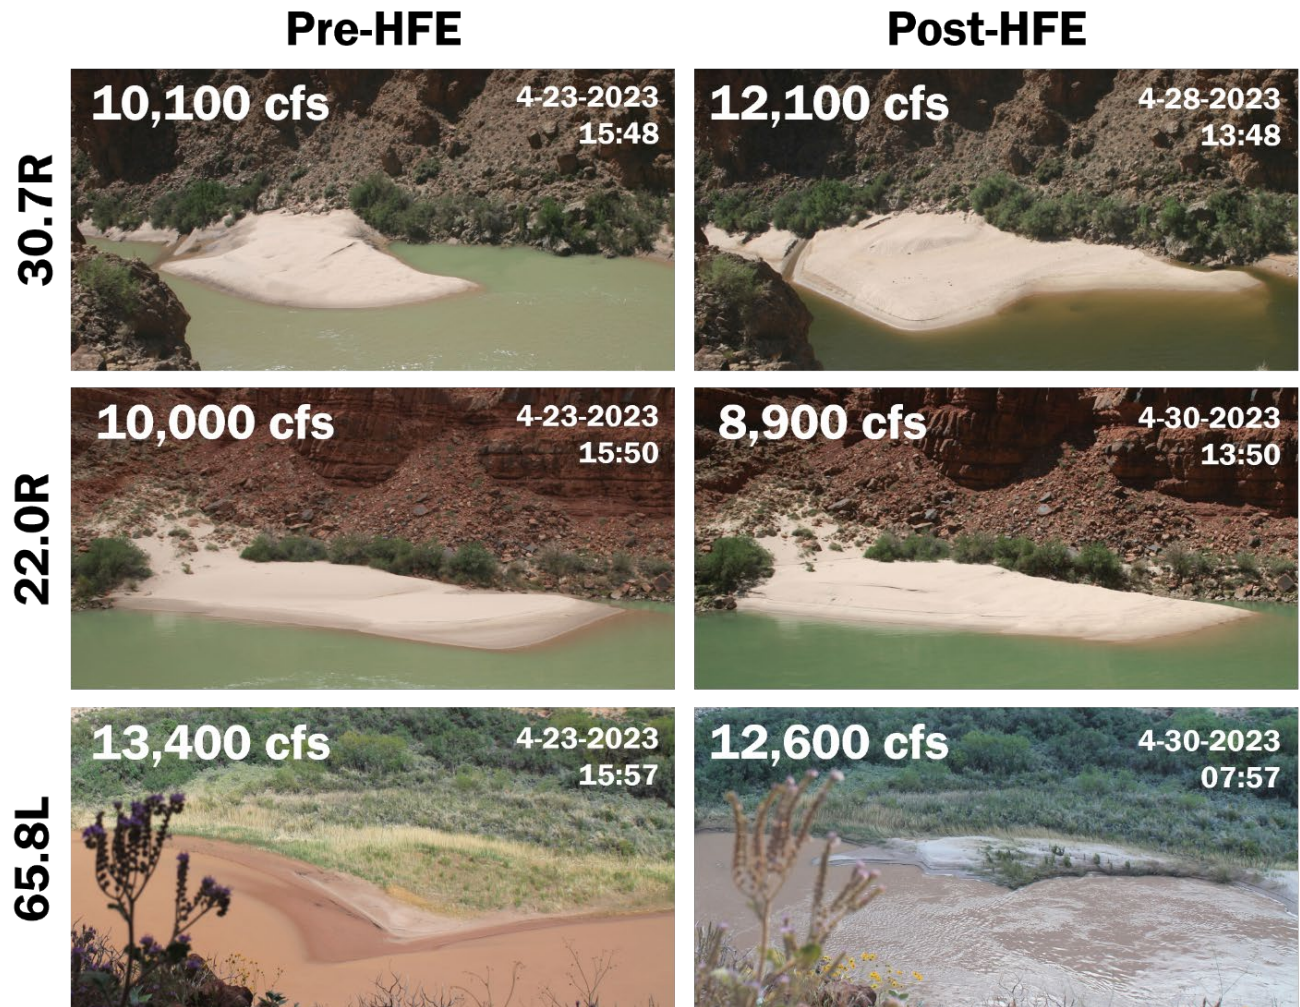 Pre-HFE
Post-HFE
30.7R
10,100 cfs
4-23-2023
15:48
12,100 cfs
4-28-2023
13:48
22.0R
10,000 cfs
4-23-2023
15:50
8,900 cfs
4-30-2023
13:50
65.8L
13,400 cfs
4-23-2023
15:57
12,600 cfs
4-30-2023
07:57